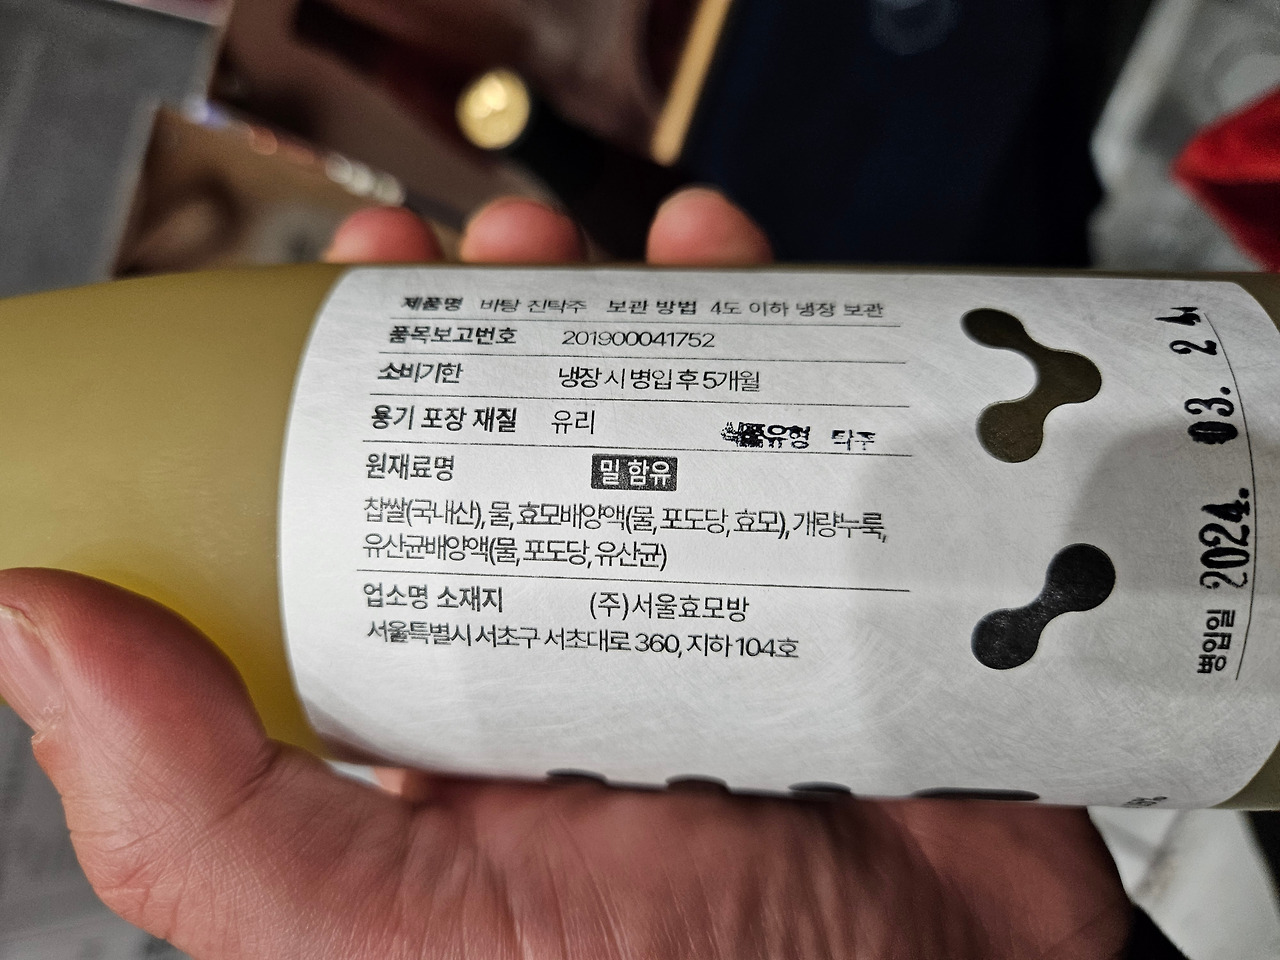 제품명 바탕 진탁주 보관 방법 4도 이하 냉장 보관
품목보고번호 201900041752
소비기한 냉장 시 병입 후 5개월
용기 포장 재질 유리 식품유형 탁주
원재료명 밀 함유
찹쌀(국내산), 물, 효모배양액(물, 포도당, 효모), 개량누룩,
유산균배양액(물, 포도당, 유산균)
업소명 소재지 (주)서울효모방
서울특별시 서초구 서초대로 360, 지하 104호
병입일 2024. 03. 2